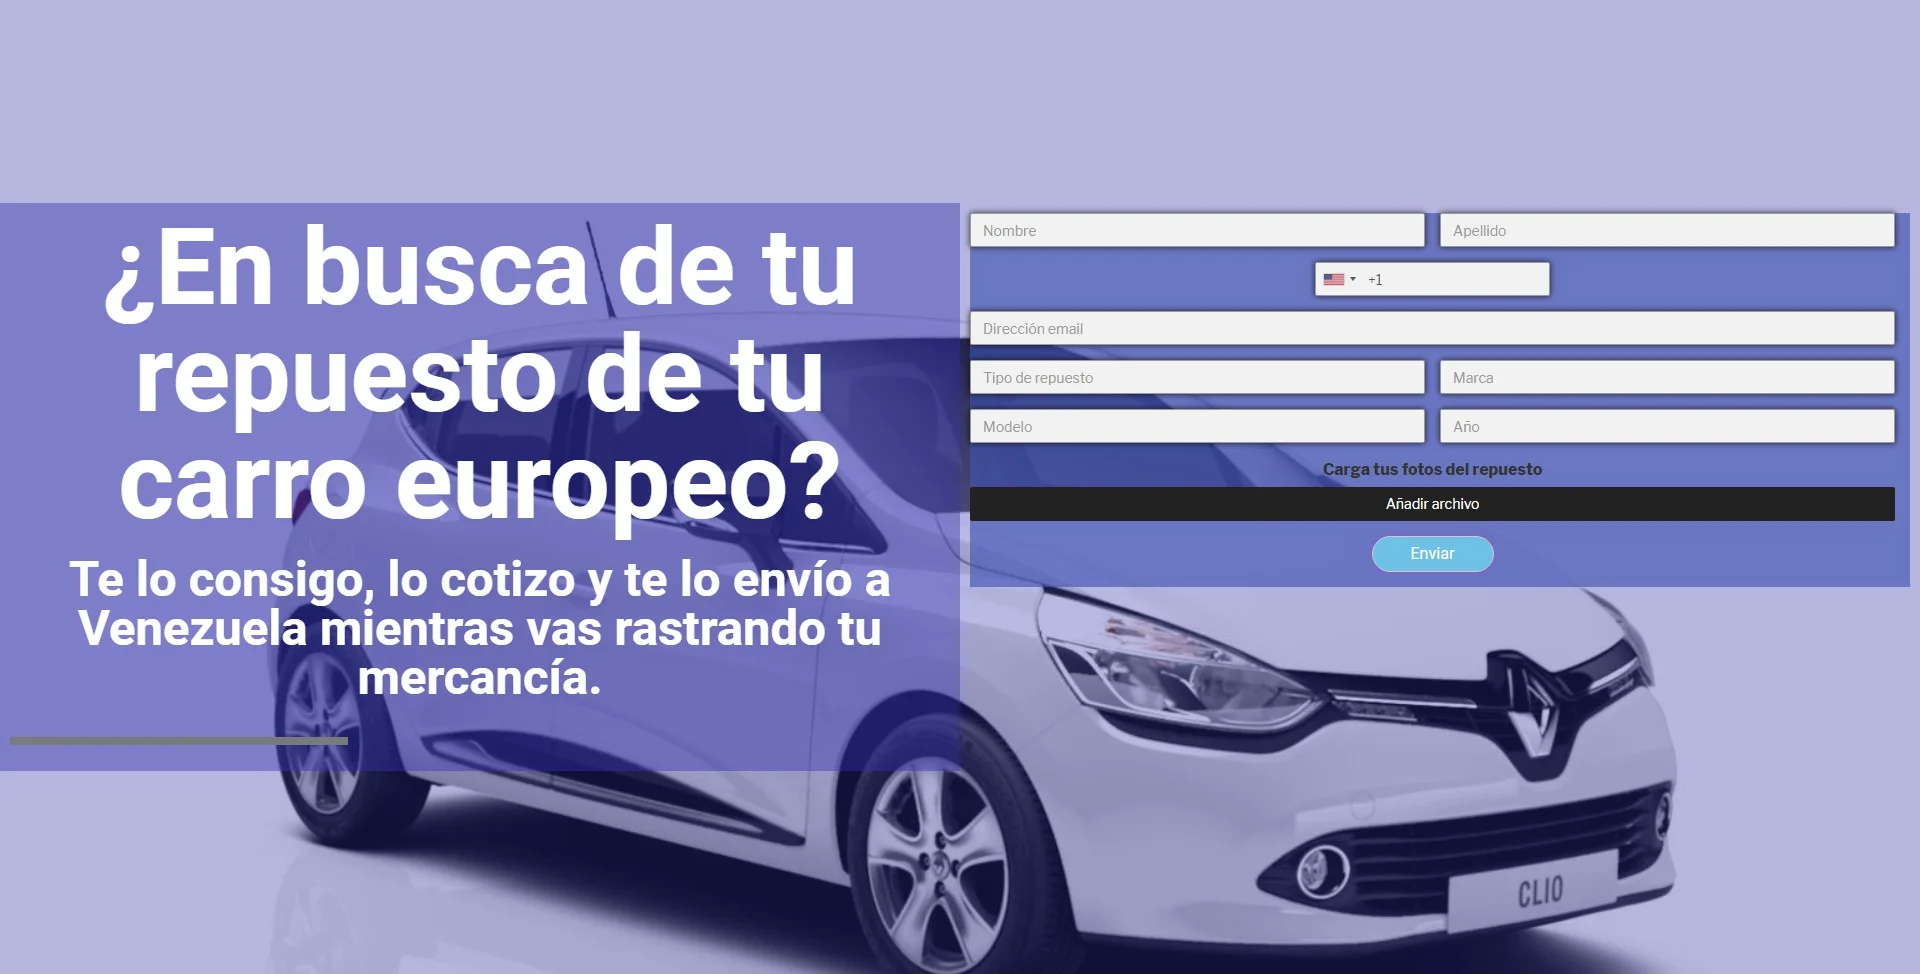 ¿En busca de tu
repuesto de tu
carro europeo?
Te lo consigo, lo cotizo y te lo envío a
Venezuela mientras vas rastrando tu
mercancía.
Nombre
Apellido
+1
Dirección email
Tipo de repuesto
Marca
Modelo
Año
Carga tus fotos del repuesto
Añadir archivo
Enviar
CLIO